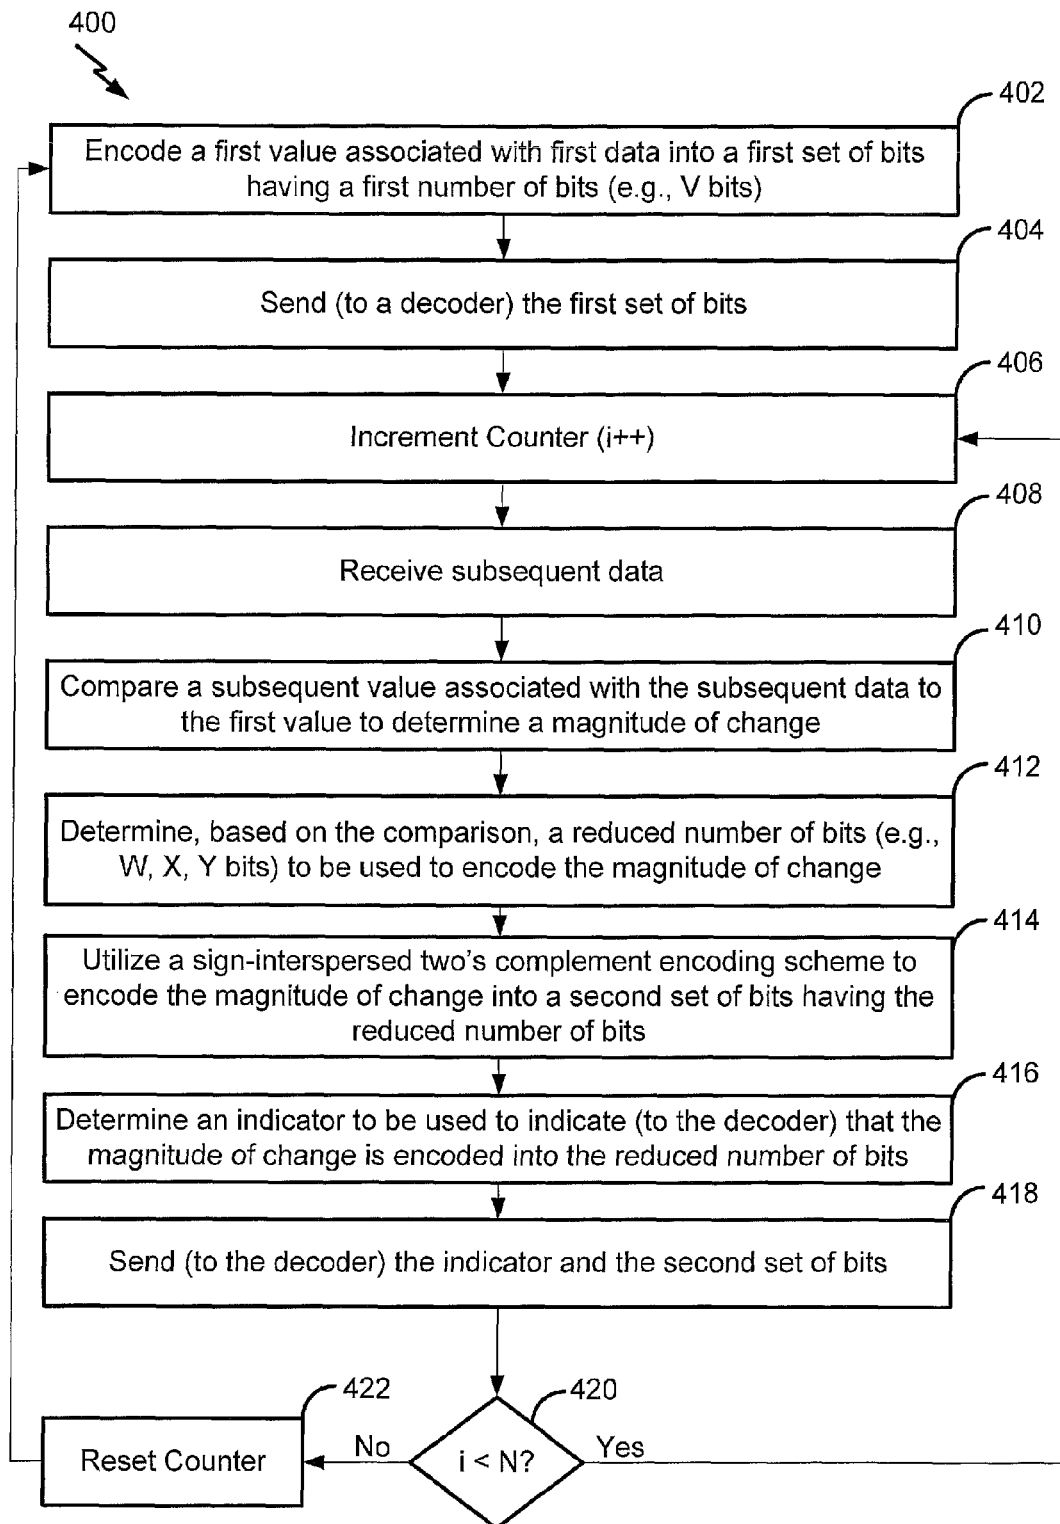 400
402
Encode a first value associated with first data into a first set of bits
having a first number of bits (e.g., V bits)
404
Send (to a decoder) the first set of bits
406
Increment Counter (i++)
408
Receive subsequent data
410
Compare a subsequent value associated with the subsequent data to
the first value to determine a magnitude of change
412
Determine, based on the comparison, a reduced number of bits (e.g.,
W, X, Y bits) to be used to encode the magnitude of change
414
Utilize a sign-interspersed two's complement encoding scheme to
encode the magnitude of change into a second set of bits having the
reduced number of bits
416
Determine an indicator to be used to indicate (to the decoder) that the
magnitude of change is encoded into the reduced number of bits
418
Send (to the decoder) the indicator and the second set of bits
422
420
Reset Counter
No
i < N?
Yes